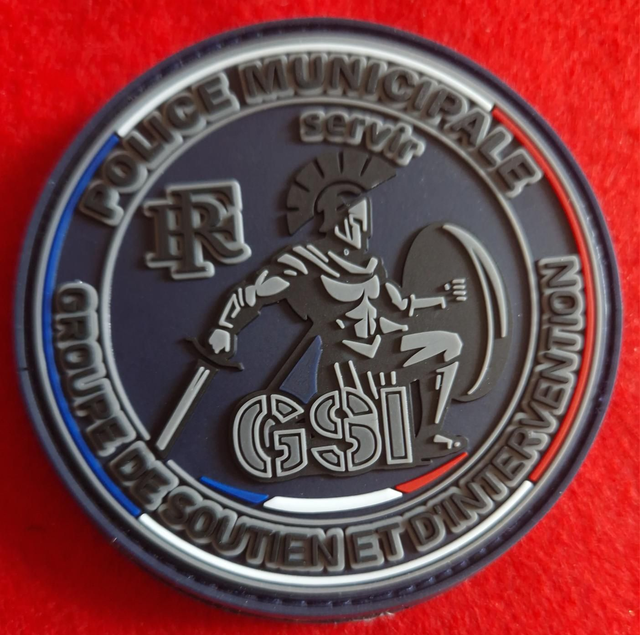 POLICE MUNICIPALE
servir
RF
GSI
GROUPE DE SOUTIEN ET D'INTERVENTION